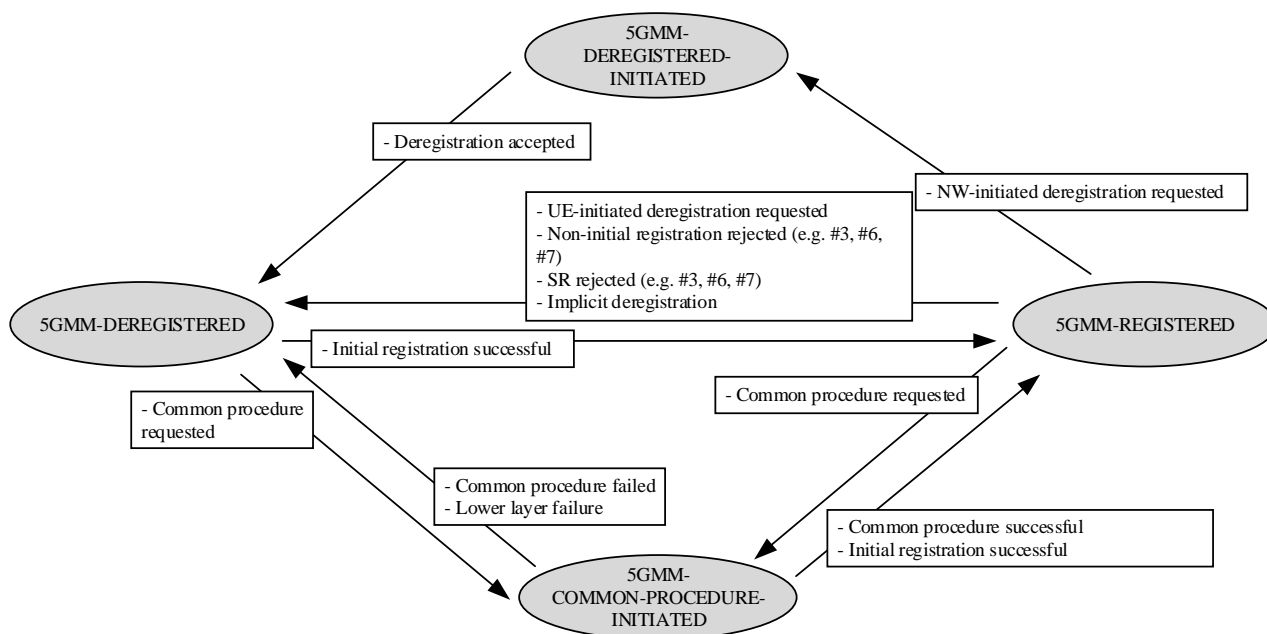 5GMM-
DEREGISTERED-
INITIATED
- Deregistration accepted
- NW-initiated deregistration requested
- UE-initiated deregistration requested
- Non-initial registration rejected (e.g. #3, #6,
#7)
- SR rejected (e.g. #3, #6, #7)
- Implicit deregistration
5GMM-DEREGISTERED
5GMM-REGISTERED
- Initial registration successful
- Common procedure
requested
- Common procedure requested
- Common procedure failed
- Lower layer failure
- Common procedure successful
- Initial registration successful
5GMM-
COMMON-PROCEDURE-
INITIATED